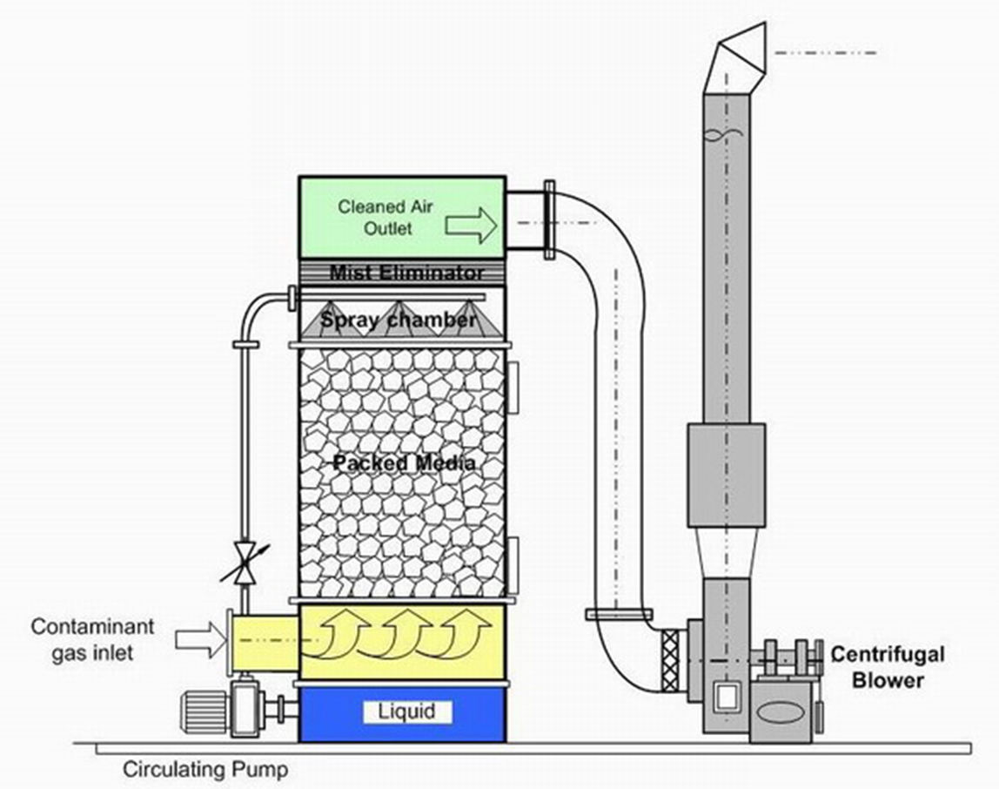 Cleaned Air
Outlet
Mist Eliminator
Spray chamber
Packed Media
Contaminant
gas inlet
Centrifugal
Blower
Liquid
Circulating Pump